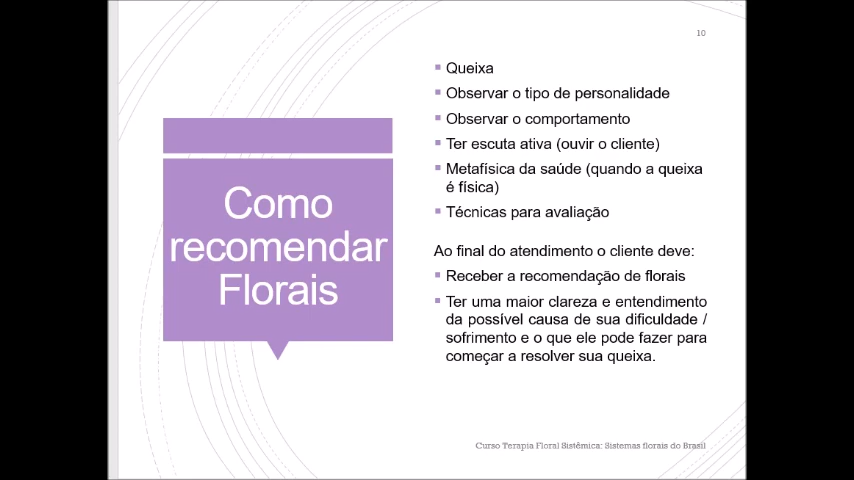 10
Como
recomendar
Florais
Queixa
Observar o tipo de personalidade
Observar o comportamento
Ter escuta ativa (ouvir o cliente)
Metafísica da saúde (quando a queixa
é física)
Técnicas para avaliação
Ao final do atendimento o cliente deve:
Receber a recomendação de florais
Ter uma maior clareza e entendimento
da possível causa de sua dificuldade /
sofrimento e o que ele pode fazer para
começar a resolver sua queixa.
Curso Terapia Floral Sistêmica: Sistemas florais do Brasil